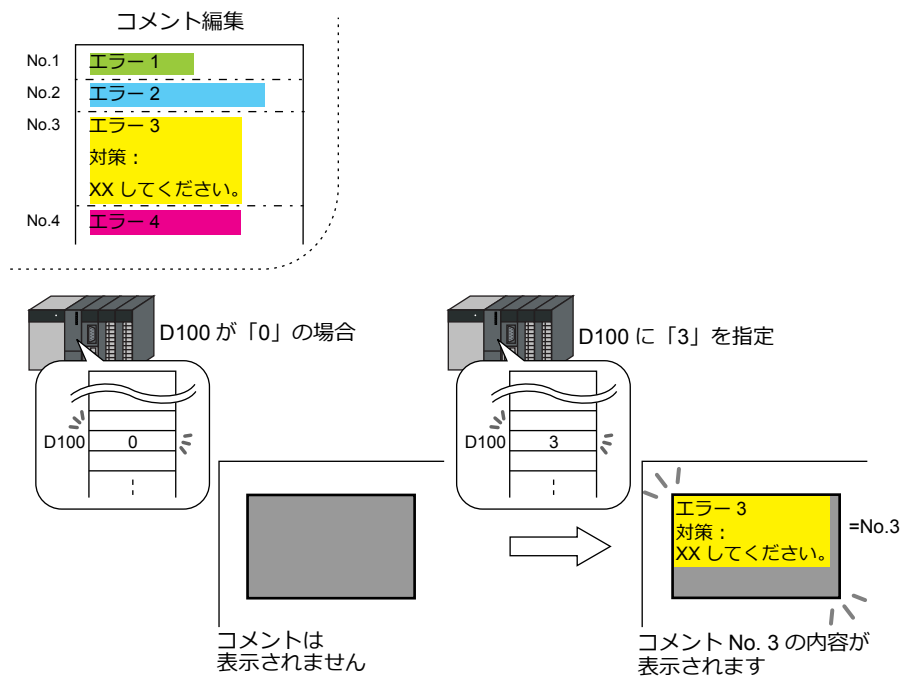 コメント編集
No.1 エラー 1
No.2 エラー 2
No.3 エラー 3
対策：
XX してください。
No.4 エラー 4
D100 が「0」の場合
D100 0
コメントは
表示されません
D100 に「3」を指定
D100 3
エラー 3
対策：
XX してください。
=No.3
コメント No. 3 の内容が
表示されます